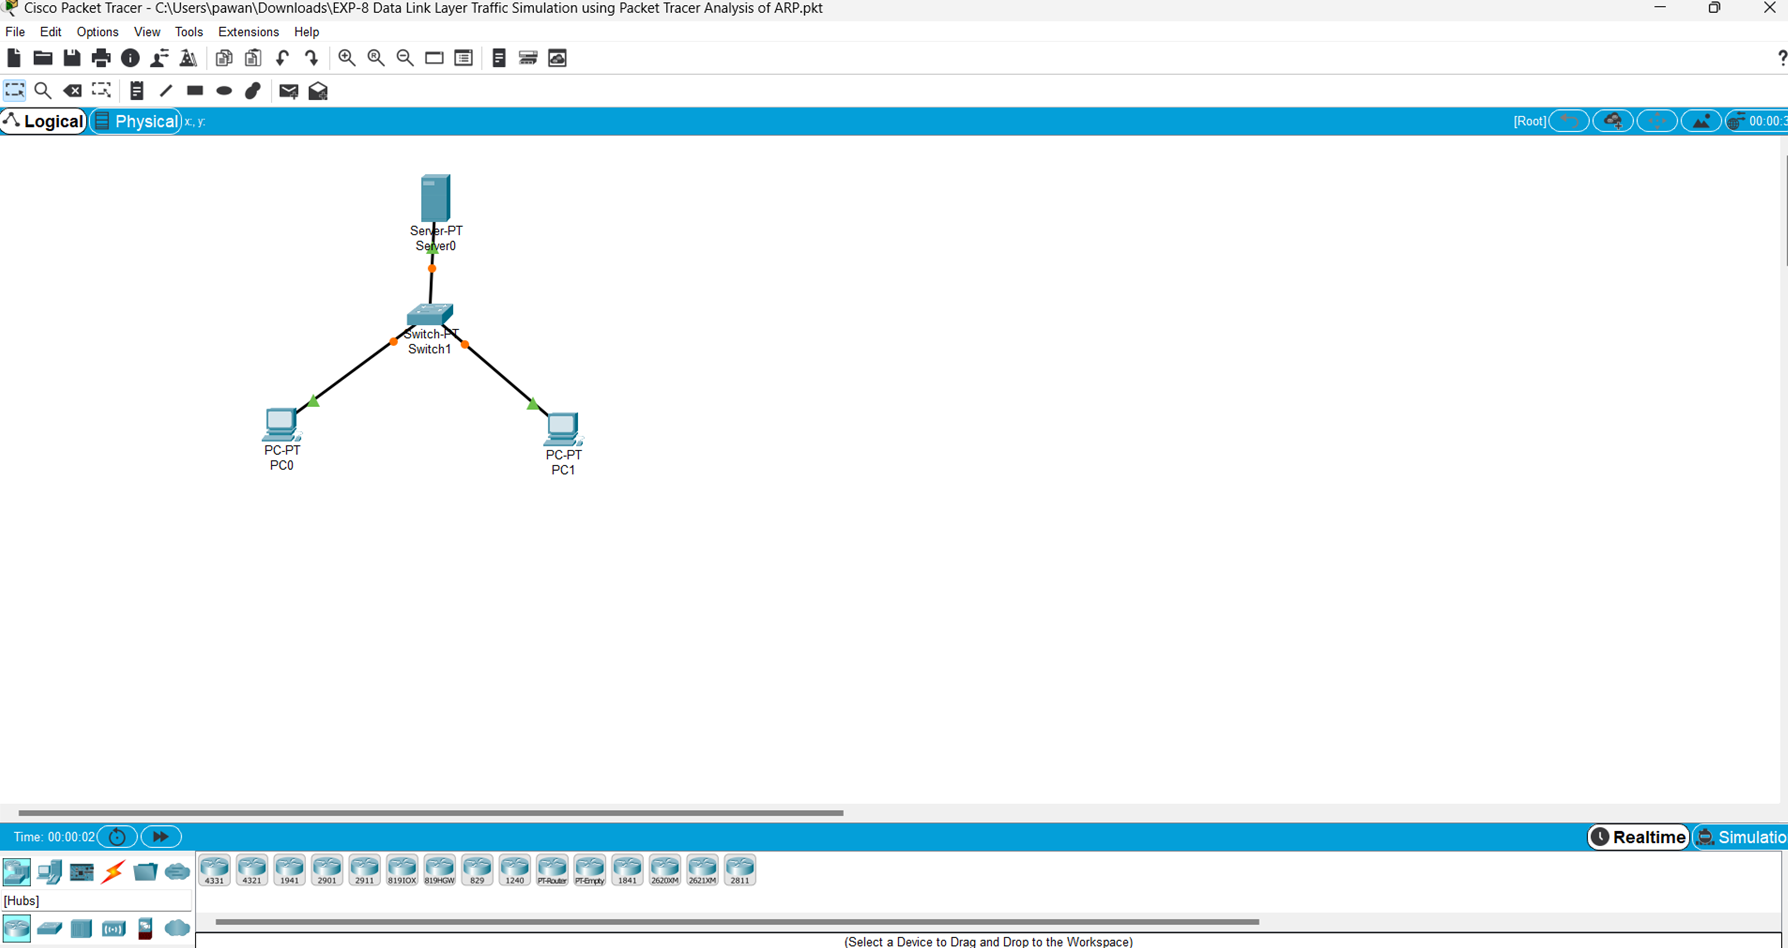 Cisco Packet Tracer - C:\Users\pawan\Downloads\EXP-8 Data Link Layer Traffic Simulation using Packet Tracer Analysis of ARP.pkt
File Edit Options View Tools Extensions Help
?
Logical Physical x:, y: [Root] 00:00:3
Server-PT
Server0
Switch-PT
Switch1
PC-PT
PC0
PC-PT
PC1
Time: 00:00:02 Realtime Simulatio
4331 4321 1941 2901 2911 819IOX 819HGW 829 1240 PT-Router PT-Empty 1841 2620XM 2621XM 2811
[Hubs]
(Select a Device to Drag and Drop to the Workspace)